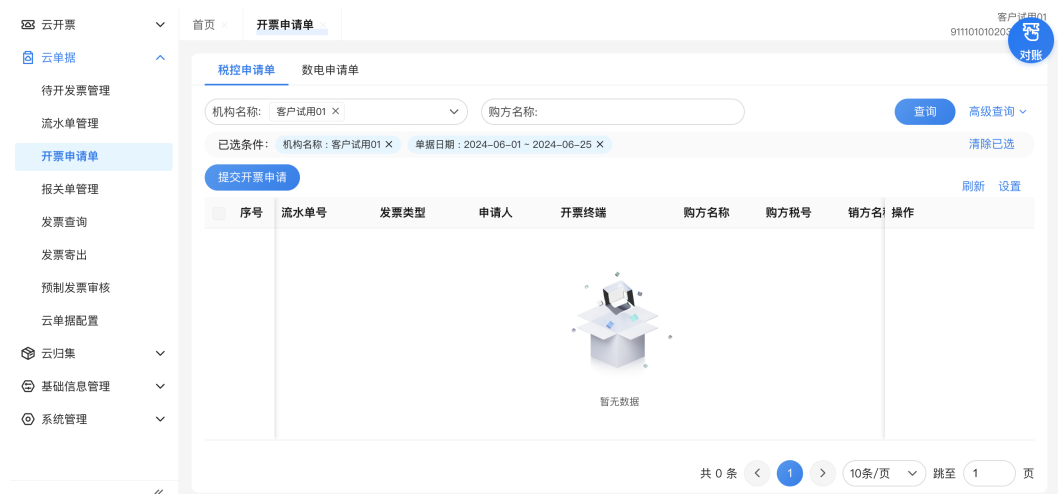 云开票
首页
开票申请单
客户试用01
91110101020
对账
云单据
待开发票管理
流水单管理
开票申请单
报关单管理
发票查询
发票寄出
预制发票审核
云单据配置
云归集
基础信息管理
系统管理
税控申请单
数电申请单
机构名称: 客户试用01 ×
购方名称:
查询
高级查询
已选条件: 机构名称 : 客户试用01 × 单据日期 : 2024-06-01 ~ 2024-06-25 ×
清除已选
提交开票申请
刷新 设置
序号 流水单号 发票类型 申请人 开票终端 购方名称 购方税号 销方名 操作
暂无数据
共 0 条 < 1 > 10条/页 跳至 1 页